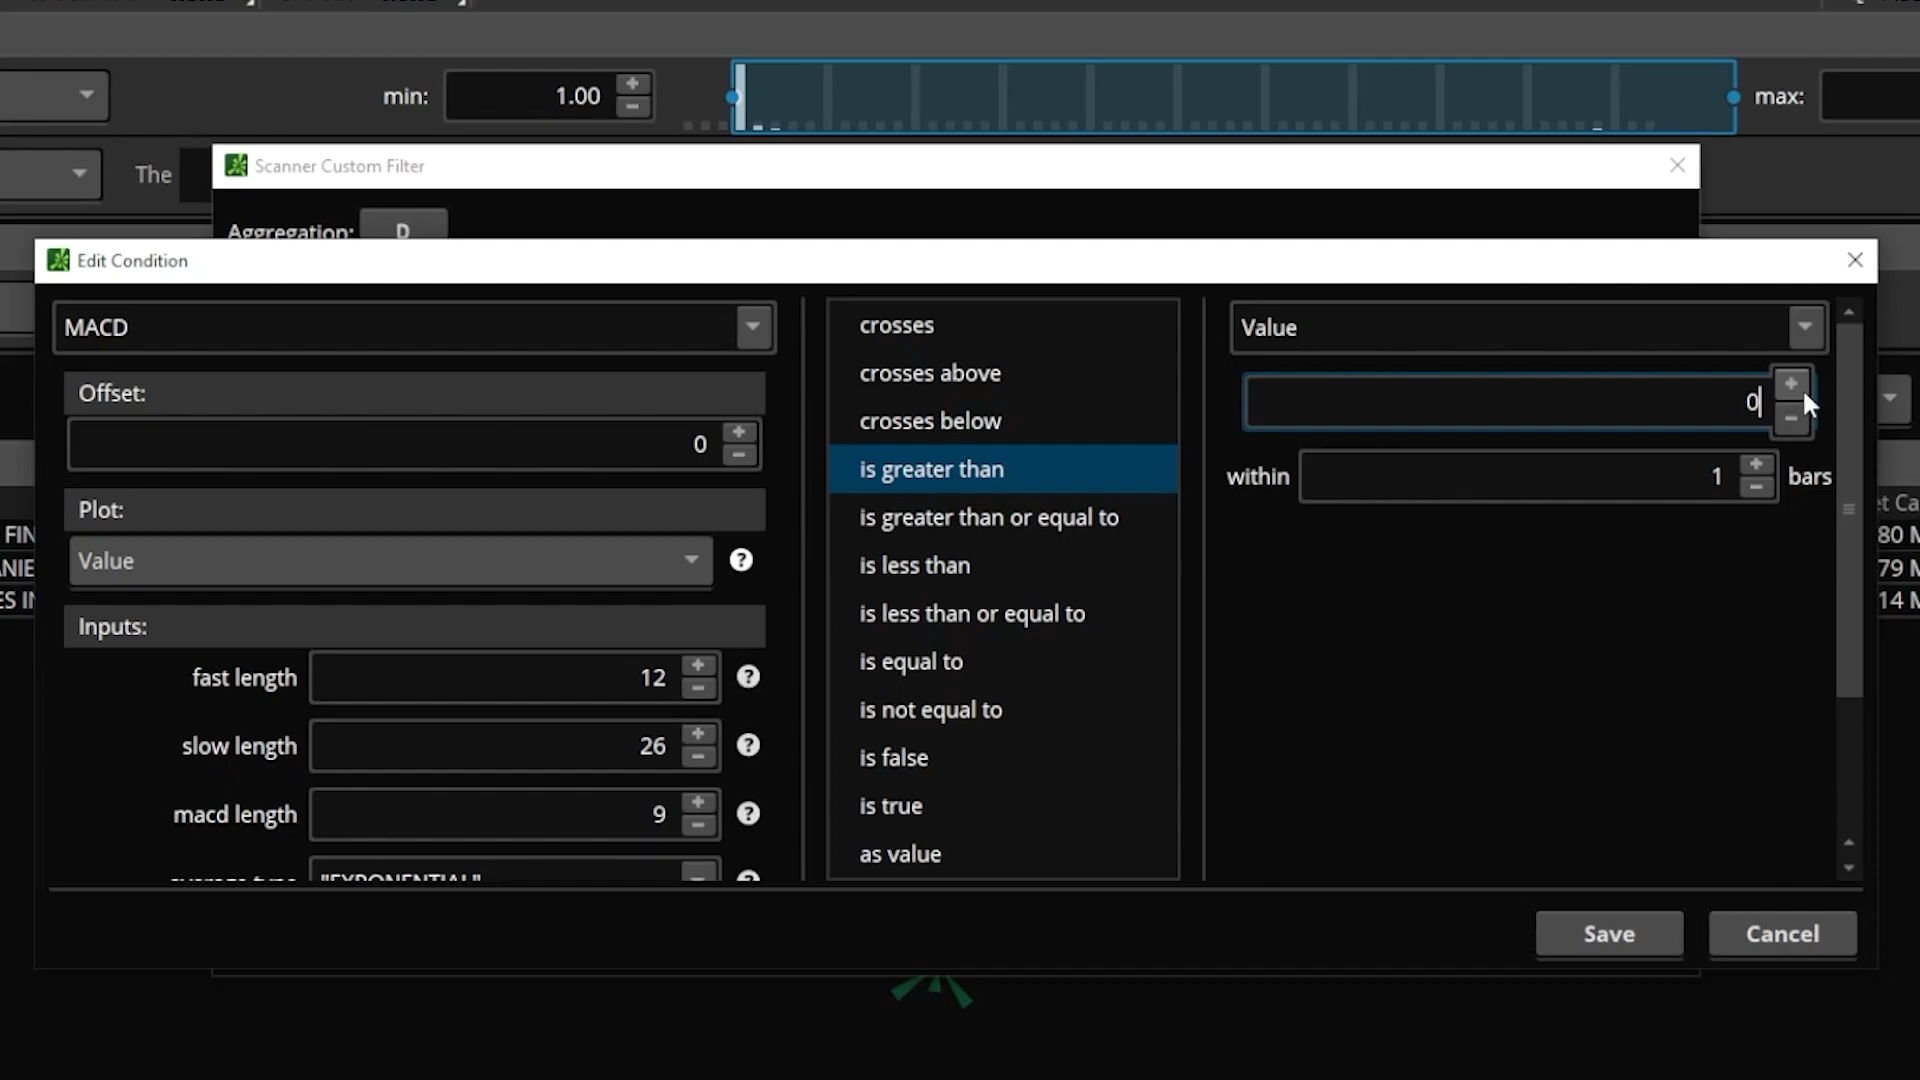 min:
1.00
max:
The
Scanner Custom Filter
Aggregation:
D
Edit Condition
MACD
Offset:
0
Plot:
Value
Inputs:
fast length
12
slow length
26
macd length
9
average type
"EXPONENTIAL"
crosses
crosses above
crosses below
is greater than
is greater than or equal to
is less than
is less than or equal to
is equal to
is not equal to
is false
is true
as value
Value
0
within
1
bars
FIN
80 M
79 M
14 M
Save
Cancel